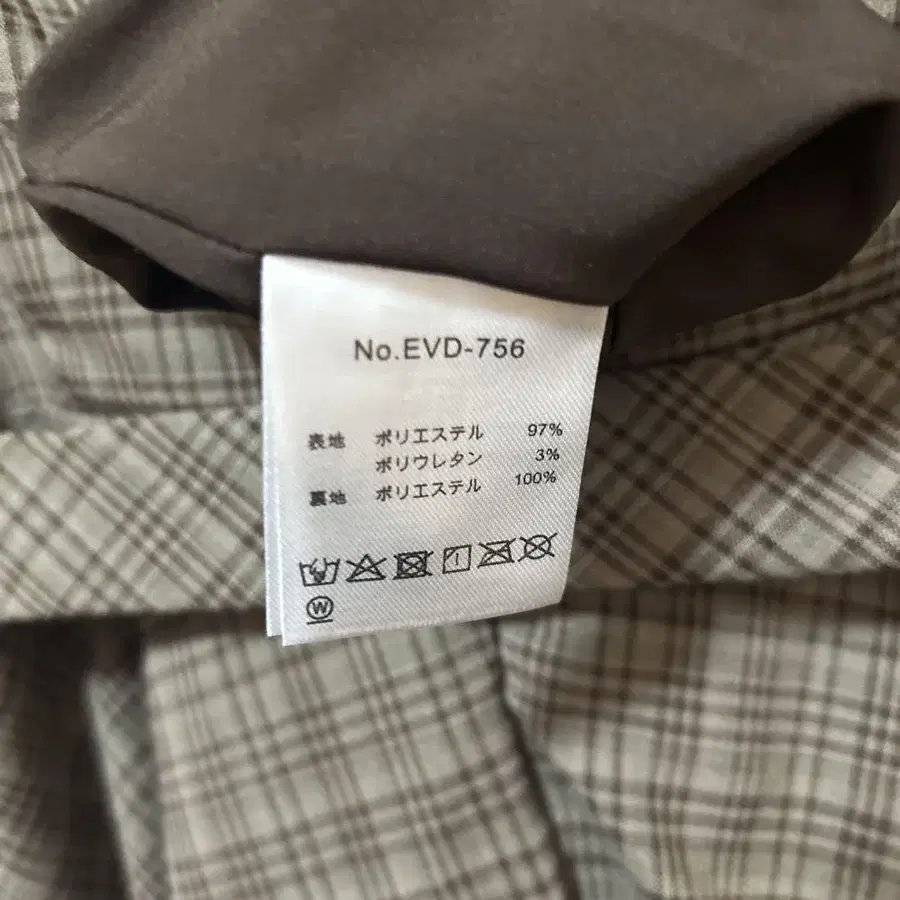 No.EVD-756
表地 ポリエステル 97%
ポリウレタン 3%
裏地 ポリエステル 100%
W